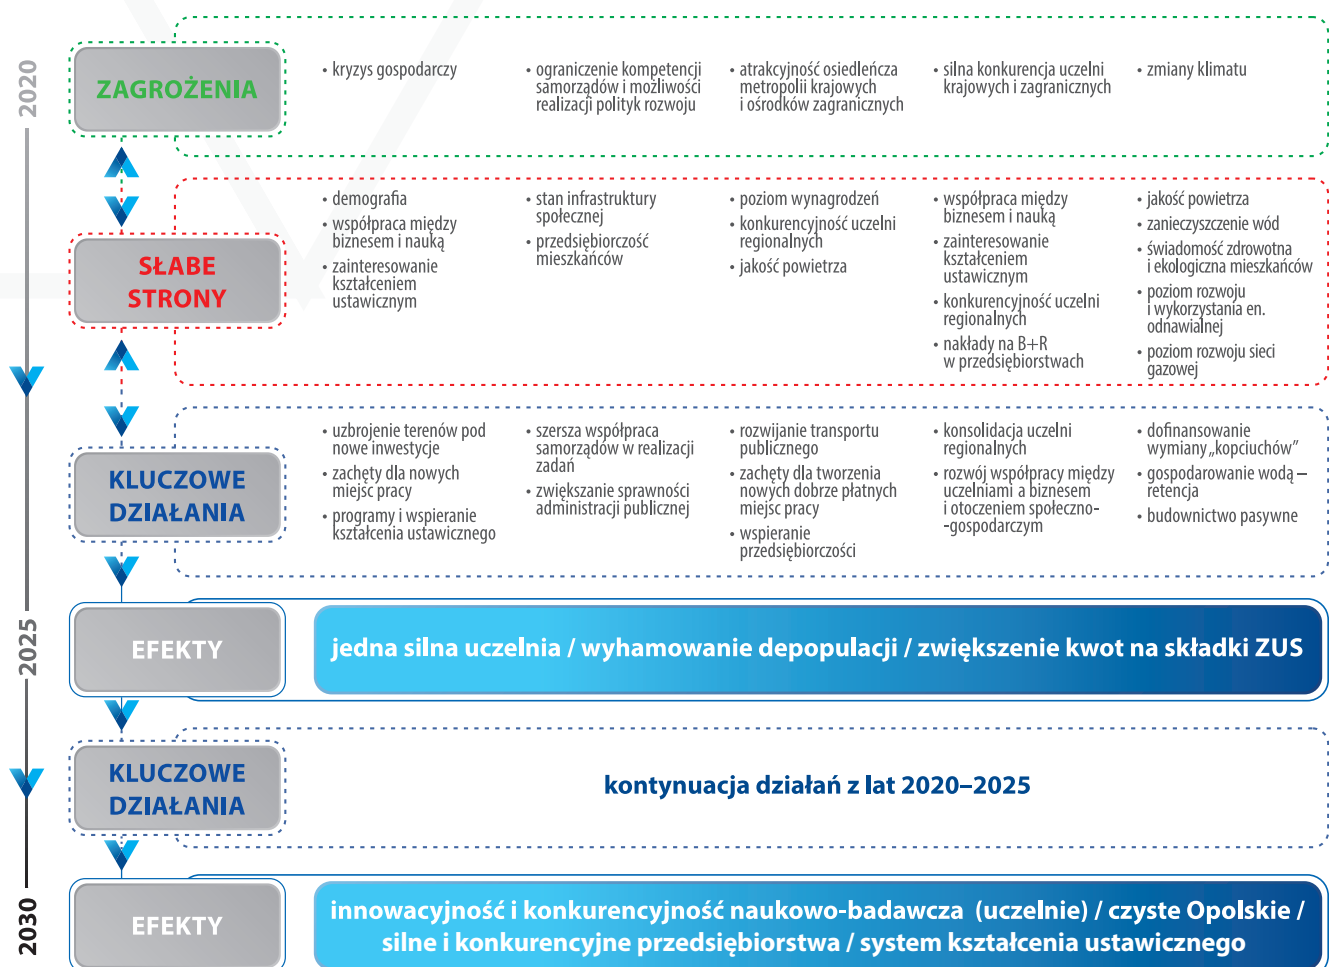 2020
2025
2030
ZAGROŻENIA
• kryzys gospodarczy
• ograniczenie kompetencji
samorządów i możliwości
realizacji polityk rozwoju
• atrakcyjność osiedleńcza
metropolii krajowych
i ośrodków zagranicznych
• silna konkurencja uczelni
krajowych i zagranicznych
• zmiany klimatu
SŁABE
STRONY
• demografia
• współpraca między
biznesem i nauką
• zainteresowanie
kształceniem
ustawicznym
• stan infrastruktury
społecznej
• przedsiębiorczość
mieszkańców
• poziom wynagrodzeń
• konkurencyjność uczelni
regionalnych
• jakość powietrza
• współpraca między
biznesem i nauką
• zainteresowanie
kształceniem
ustawicznym
• konkurencyjność uczelni
regionalnych
• nakłady na B+R
w przedsiębiorstwach
• jakość powietrza
• zanieczyszczenie wód
• świadomość zdrowotna
i ekologiczna mieszkańców
• poziom rozwoju
i wykorzystania en.
odnawialnej
• poziom rozwoju sieci
gazowej
KLUCZOWE
DZIAŁANIA
• uzbrojenie terenów pod
nowe inwestycje
• zachęty dla nowych
miejsc pracy
• programy i wspieranie
kształcenia ustawicznego
• szersza współpraca
samorządów w realizacji
zadań
• zwiększanie sprawności
administracji publicznej
• rozwijanie transportu
publicznego
• zachęty dla tworzenia
nowych dobrze płatnych
miejsc pracy
• wspieranie
przedsiębiorczości
• konsolidacja uczelni
regionalnych
• rozwój współpracy między
uczelniami a biznesem
i otoczeniem społeczno-
-gospodarczym
• dofinansowanie
wymiany „kopciuchów”
• gospodarowanie wodą –
retencja
• budownictwo pasywne
EFEKTY
jedna silna uczelnia / wyhamowanie depopulacji / zwiększenie kwot na składki ZUS
KLUCZOWE
DZIAŁANIA
kontynuacja działań z lat 2020–2025
EFEKTY
innowacyjność i konkurencyjność naukowo-badawcza (uczelnie) / czyste Opolskie /
silne i konkurencyjne przedsiębiorstwa / system kształcenia ustawicznego